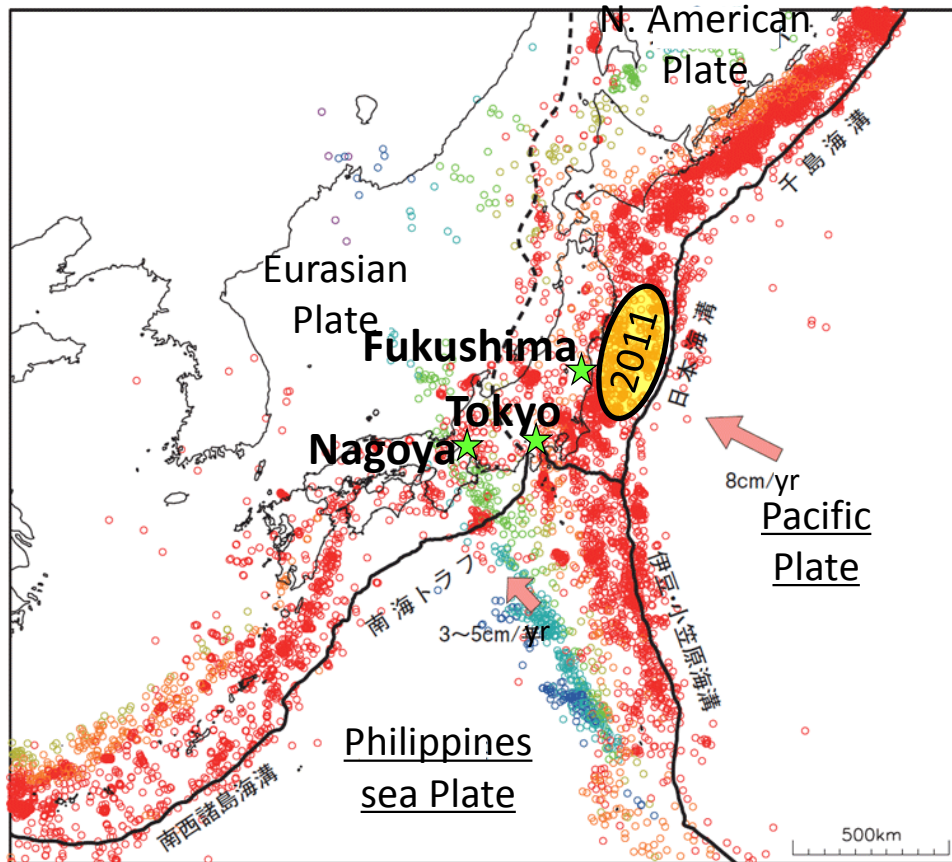 N. American
Plate
千島海溝
Eurasian
Plate
2011
日本海溝
Fukushima
Tokyo
Nagoya
8cm/yr
Pacific
Plate
南海トラフ
3～5cm/yr
伊豆・小笠原海溝
Philippines
sea Plate
南西諸島海溝
500km